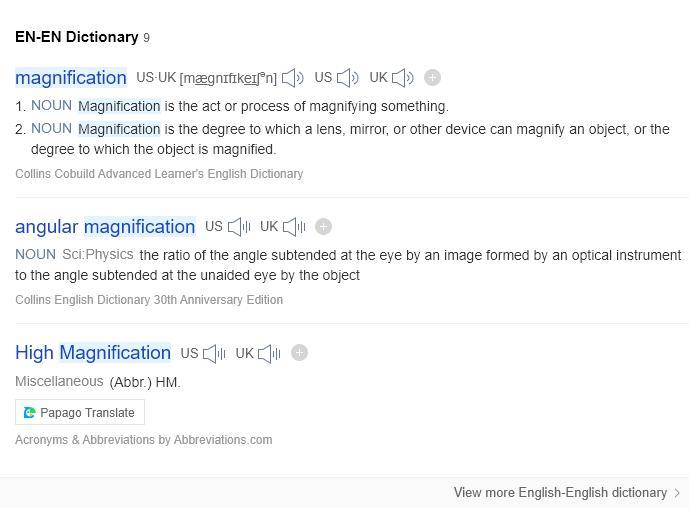 EN-EN Dictionary 9
magnification US·UK [mægnɪfɪkeɪʃᵊn] US UK
1. NOUN Magnification is the act or process of magnifying something.
2. NOUN Magnification is the degree to which a lens, mirror, or other device can magnify an object, or the
degree to which the object is magnified.
Collins Cobuild Advanced Learner's English Dictionary
angular magnification US UK
NOUN Sci:Physics the ratio of the angle subtended at the eye by an image formed by an optical instrument
to the angle subtended at the unaided eye by the object
Collins English Dictionary 30th Anniversary Edition
High Magnification US UK
Miscellaneous (Abbr.) HM.
Papago Translate
Acronyms & Abbreviations by Abbreviations.com
View more English-English dictionary